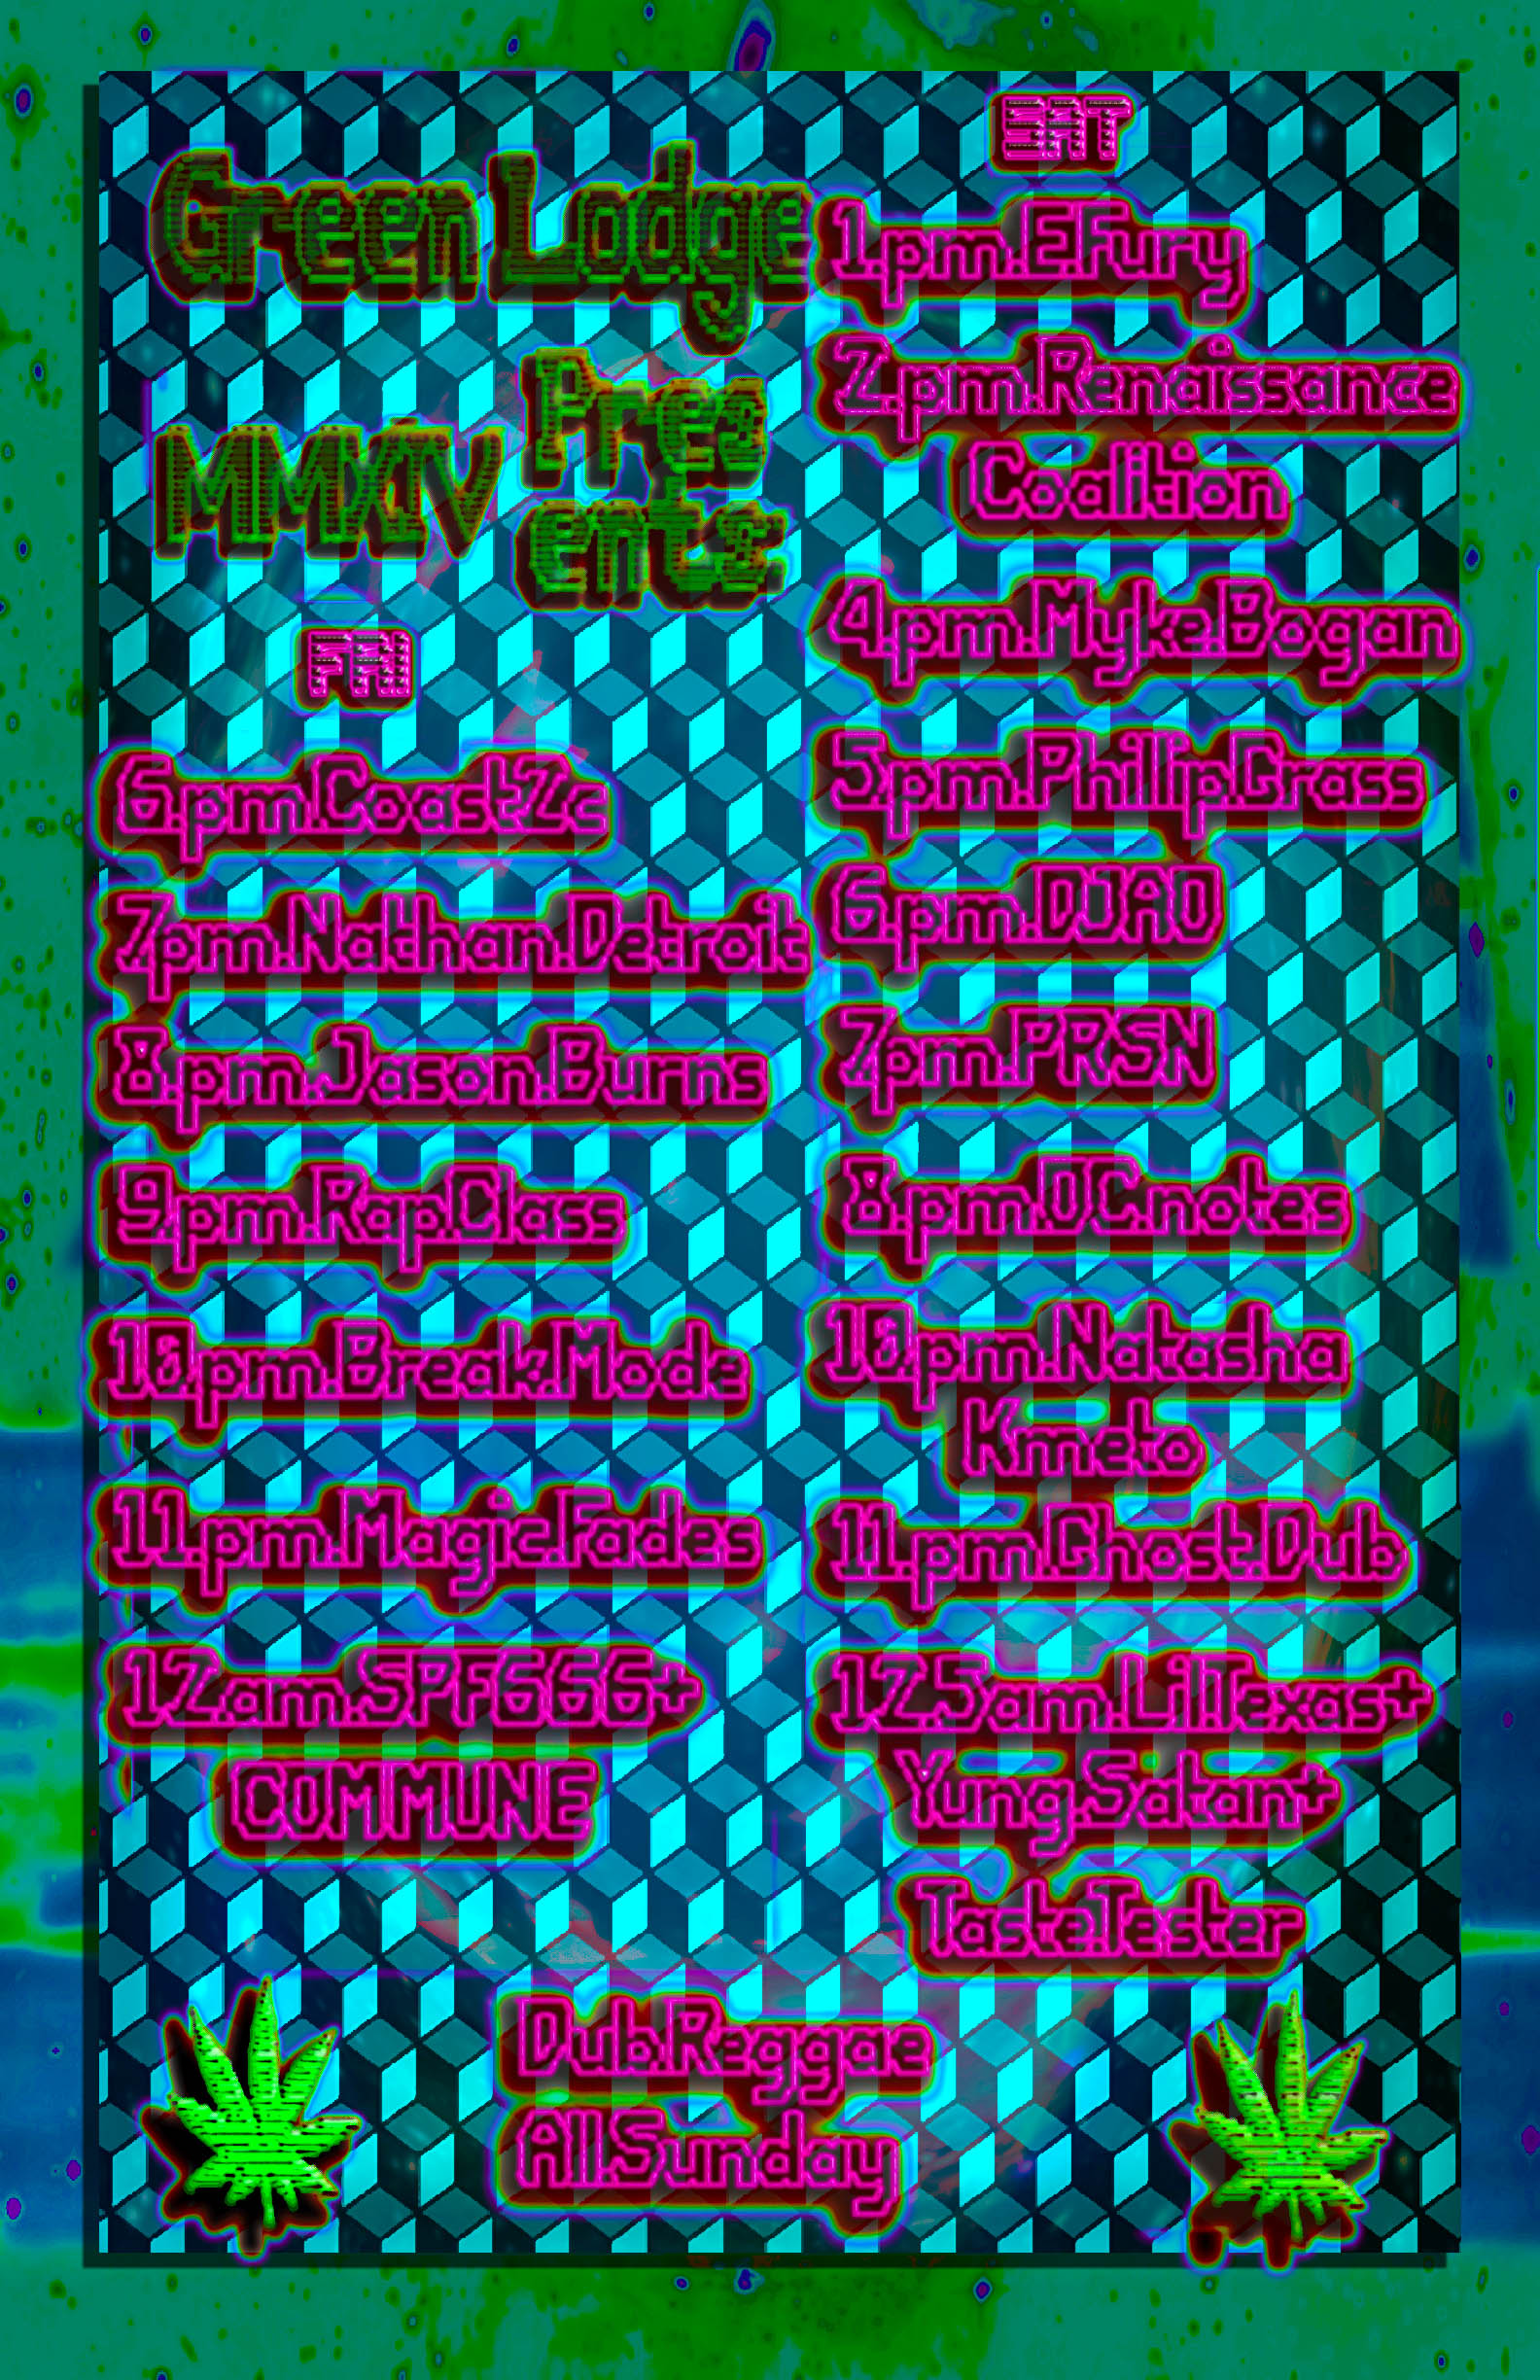 Green Lodge
MMXIV Pres
ents:
FRI
6.pm.Coast2c
7.pm.Nathan.Detroit
8.pm.Jason.Burns
9.pm.Rap.Class
10.pm.Break.Mode
11.pm.Magic.Fades
12.am.SPF666+
COMMUNE
SAT
1.pm.E.Fury
2.pm.Renaissance
Coalition
4.pm.Myke.Bogan
5.pm.Phillip.Grass
6.pm.DJAO
7.pm.PRSN
8.pm.OC.notes
10.pm.Natasha
Kmeto
11.pm.Ghost.Dub
12.5am.Lil.Texas+
Yung.Satan+
Taste.Tester
Dub.Reggae
All.Sunday